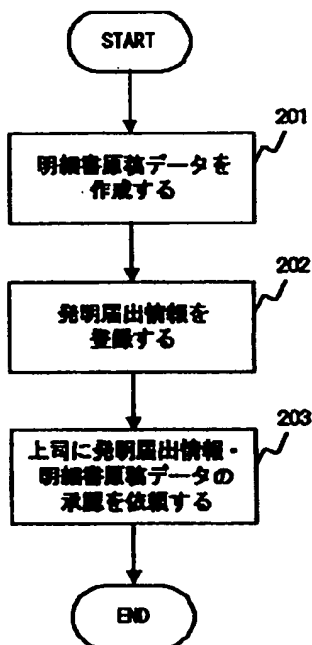 START
201
明細書原稿データを
作成する
202
発明届出情報を
登録する
203
上司に発明届出情報・
明細書原稿データの
承認を依頼する
END